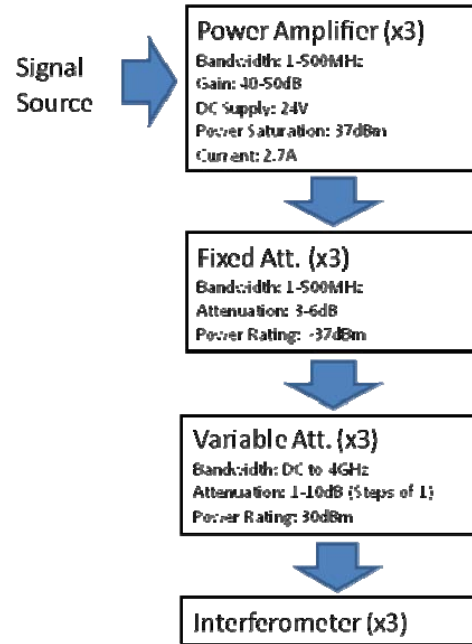 Signal
Source
Power Amplifier (x3)
Bandwidth: 1-500MHz
Gain: 40-50dB
DC Supply: 24V
Power Saturation: 37dBm
Current: 2.7A
Fixed Att. (x3)
Bandwidth: 1-500MHz
Attenuation: 3-6dB
Power Rating: ~37dBm
Variable Att. (x3)
Bandwidth: DC to 4GHz
Attenuation: 1-10dB (Steps of 1)
Power Rating: 30dBm
Interferometer (x3)